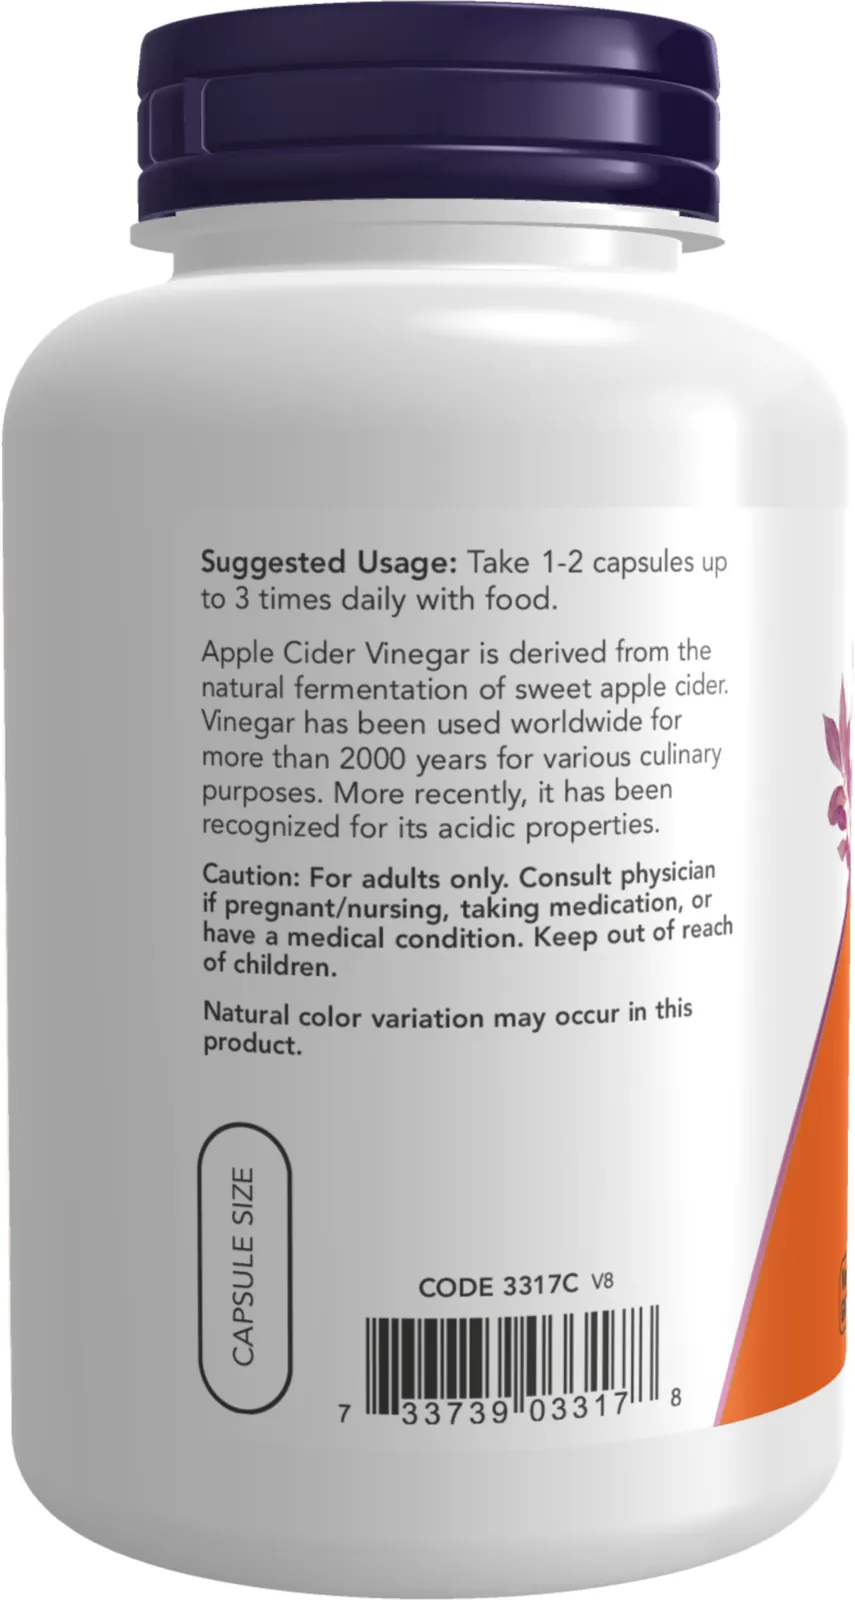 Suggested Usage: Take 1-2 capsules up
to 3 times daily with food.
Apple Cider Vinegar is derived from the
natural fermentation of sweet apple cider.
Vinegar has been used worldwide for
more than 2000 years for various culinary
purposes. More recently, it has been
recognized for its acidic properties.
Caution: For adults only. Consult physician
if pregnant/nursing, taking medication, or
have a medical condition. Keep out of reach
of children.
Natural color variation may occur in this
product.
CAPSULE SIZE
CODE 3317C V8
7 33739 03317 8